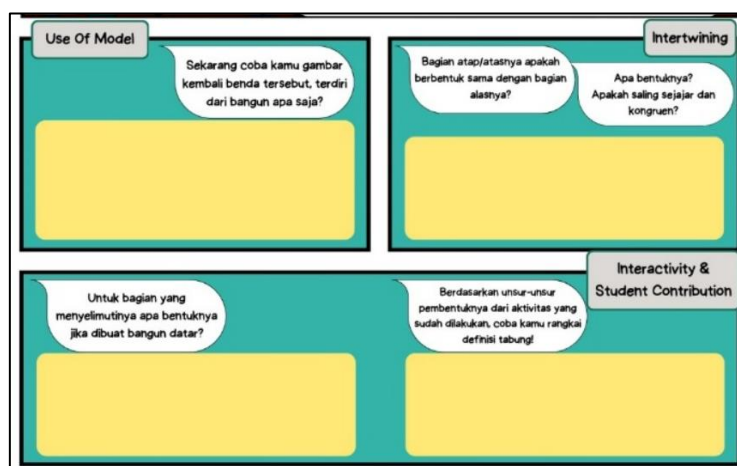 Use Of Model
Sekarang coba kamu gambar
kembali benda tersebut, terdiri
dari bangun apa saja?
Intertwining
Bagian atap/atasnya apakah
berbentuk sama dengan bagian
alasnya?
Apa bentuknya?
Apakah saling sejajar dan
kongruen?
Interactivity &
Student Contribution
Untuk bagian yang
menyelimutinya apa bentuknya
jika dibuat bangun datar?
Berdasarkan unsur-unsur
pembentuknya dari aktivitas yang
sudah dilakukan, coba kamu rangkai
definisi tabung!